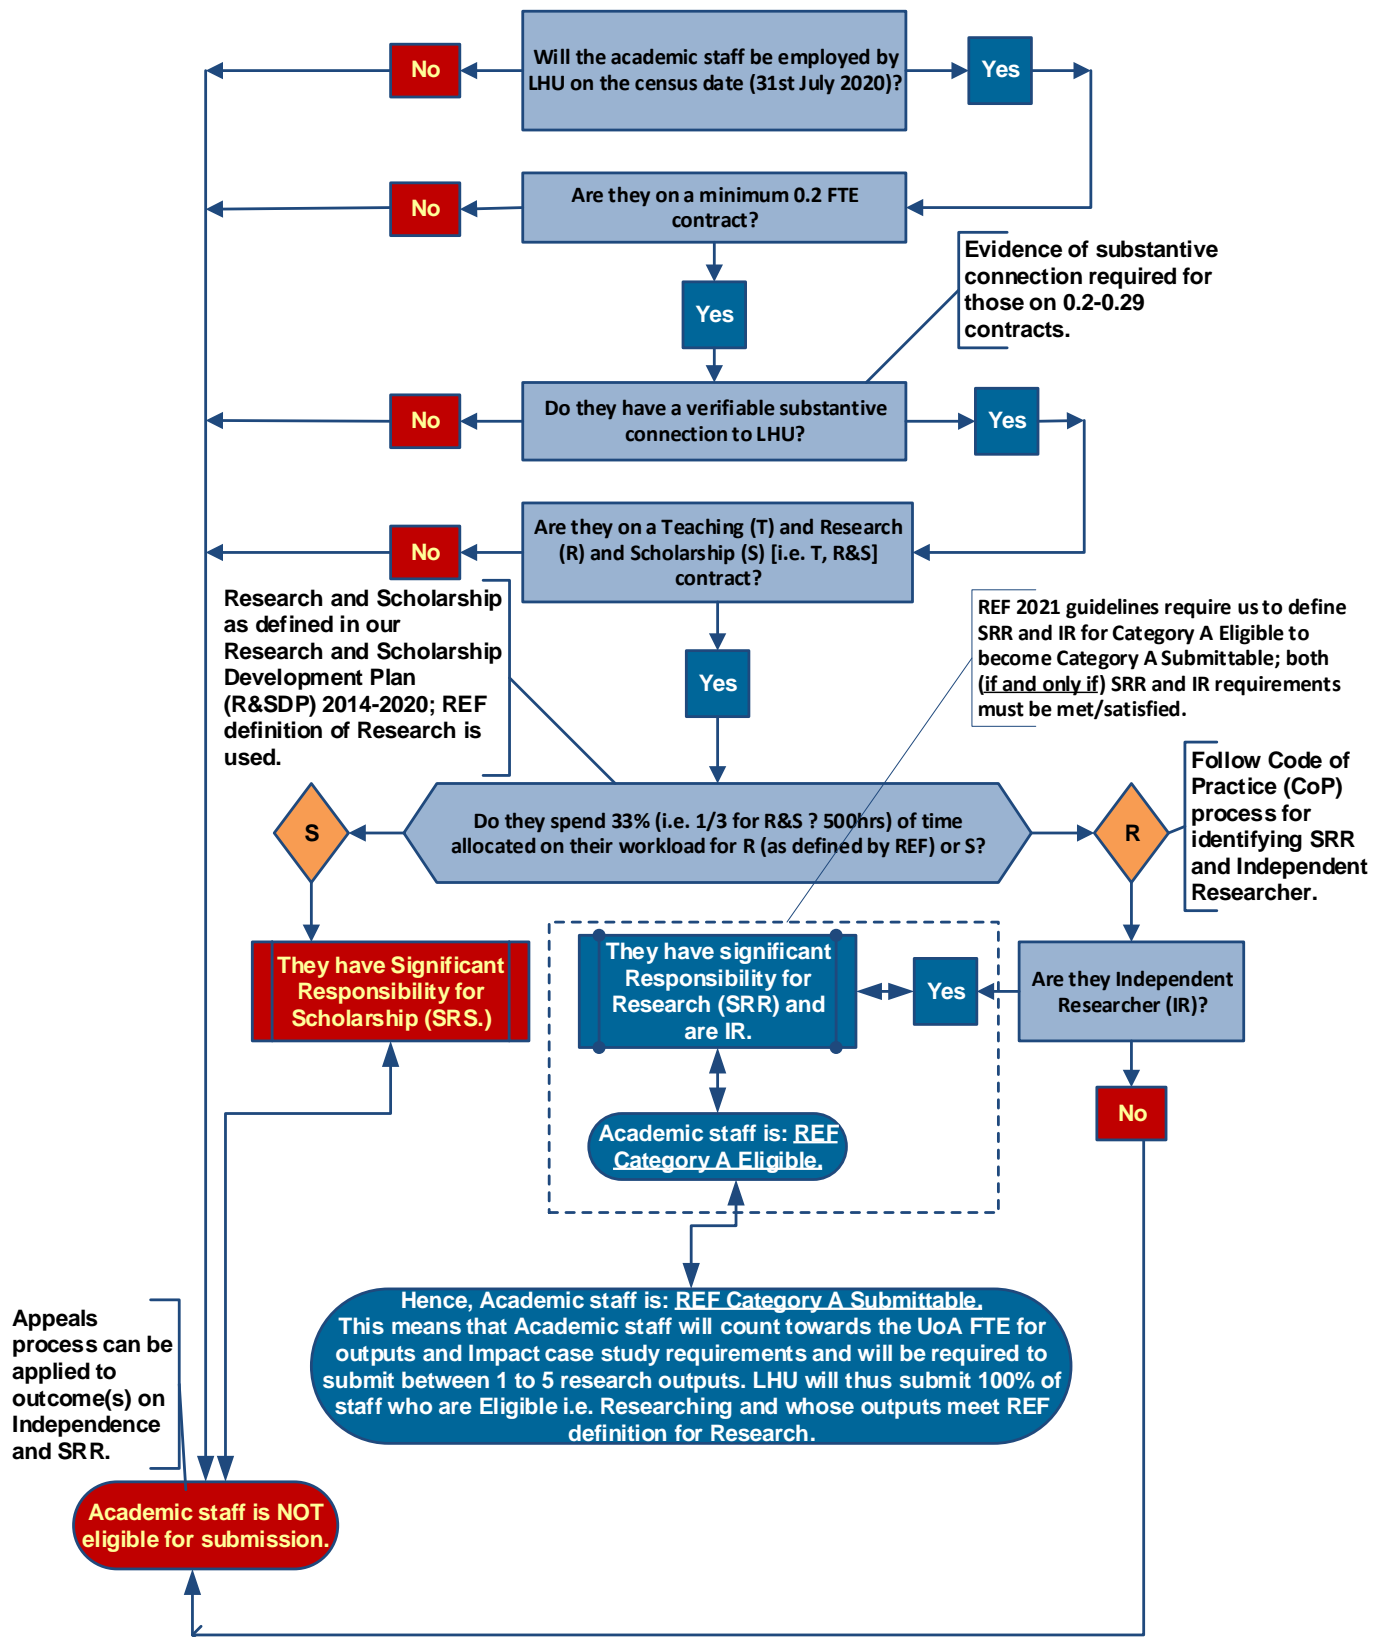 Will the academic staff be employed by
LHU on the census date (31st July 2020)?
No
Yes
Are they on a minimum 0.2 FTE
contract?
No
Yes
Evidence of substantive
connection required for
those on 0.2-0.29
contracts.
Do they have a verifiable substantive
connection to LHU?
No
Yes
Are they on a Teaching (T) and Research
(R) and Scholarship (S) [i.e. T, R&S]
contract?
No
Yes
Research and Scholarship
as defined in our
Research and Scholarship
Development Plan
(R&SDP) 2014-2020; REF
definition of Research is
used.
REF 2021 guidelines require us to define
SRR and IR for Category A Eligible to
become Category A Submittable; both
(if and only if) SRR and IR requirements
must be met/satisfied.
Follow Code of
Practice (CoP)
process for
identifying SRR
and Independent
Researcher.
S
Do they spend 33% (i.e. 1/3 for R&S ? 500hrs) of time
allocated on their workload for R (as defined by REF) or S?
R
They have Significant
Responsibility for
Scholarship (SRS.)
They have significant
Responsibility for
Research (SRR) and
are IR.
Yes
Are they Independent
Researcher (IR)?
No
Academic staff is: REF
Category A Eligible.
Hence, Academic staff is: REF Category A Submittable.
This means that Academic staff will count towards the UoA FTE for
outputs and Impact case study requirements and will be required to
submit between 1 to 5 research outputs. LHU will thus submit 100% of
staff who are Eligible i.e. Researching and whose outputs meet REF
definition for Research.
Appeals
process can be
applied to
outcome(s) on
Independence
and SRR.
Academic staff is NOT
eligible for submission.